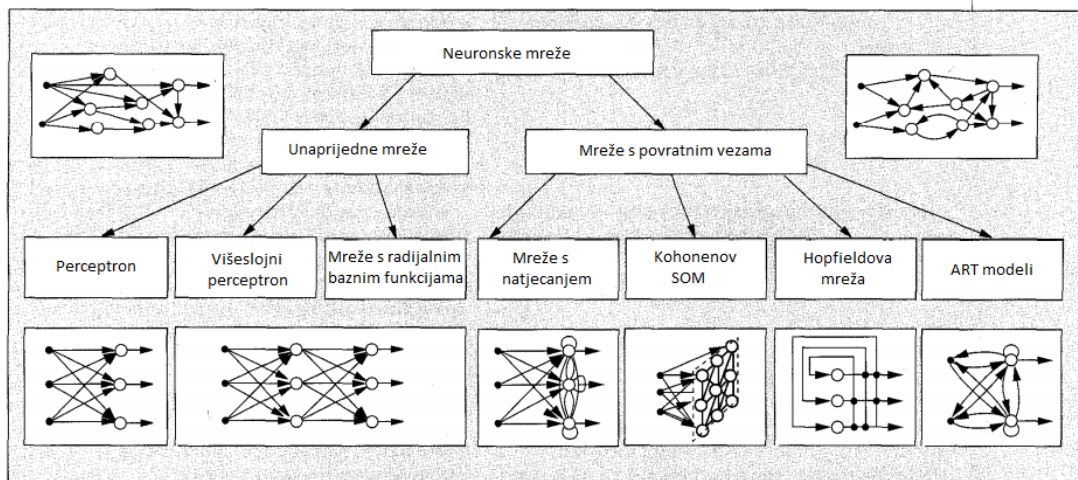 Neuronske mreže
Unaprijedne mreže
Mreže s povratnim vezama
Perceptron
Višeslojni
perceptron
Mreže s radijalnim
baznim funkcijama
Mreže s
natjecanjem
Kohonenov
SOM
Hopfieldova
mreža
ART modeli